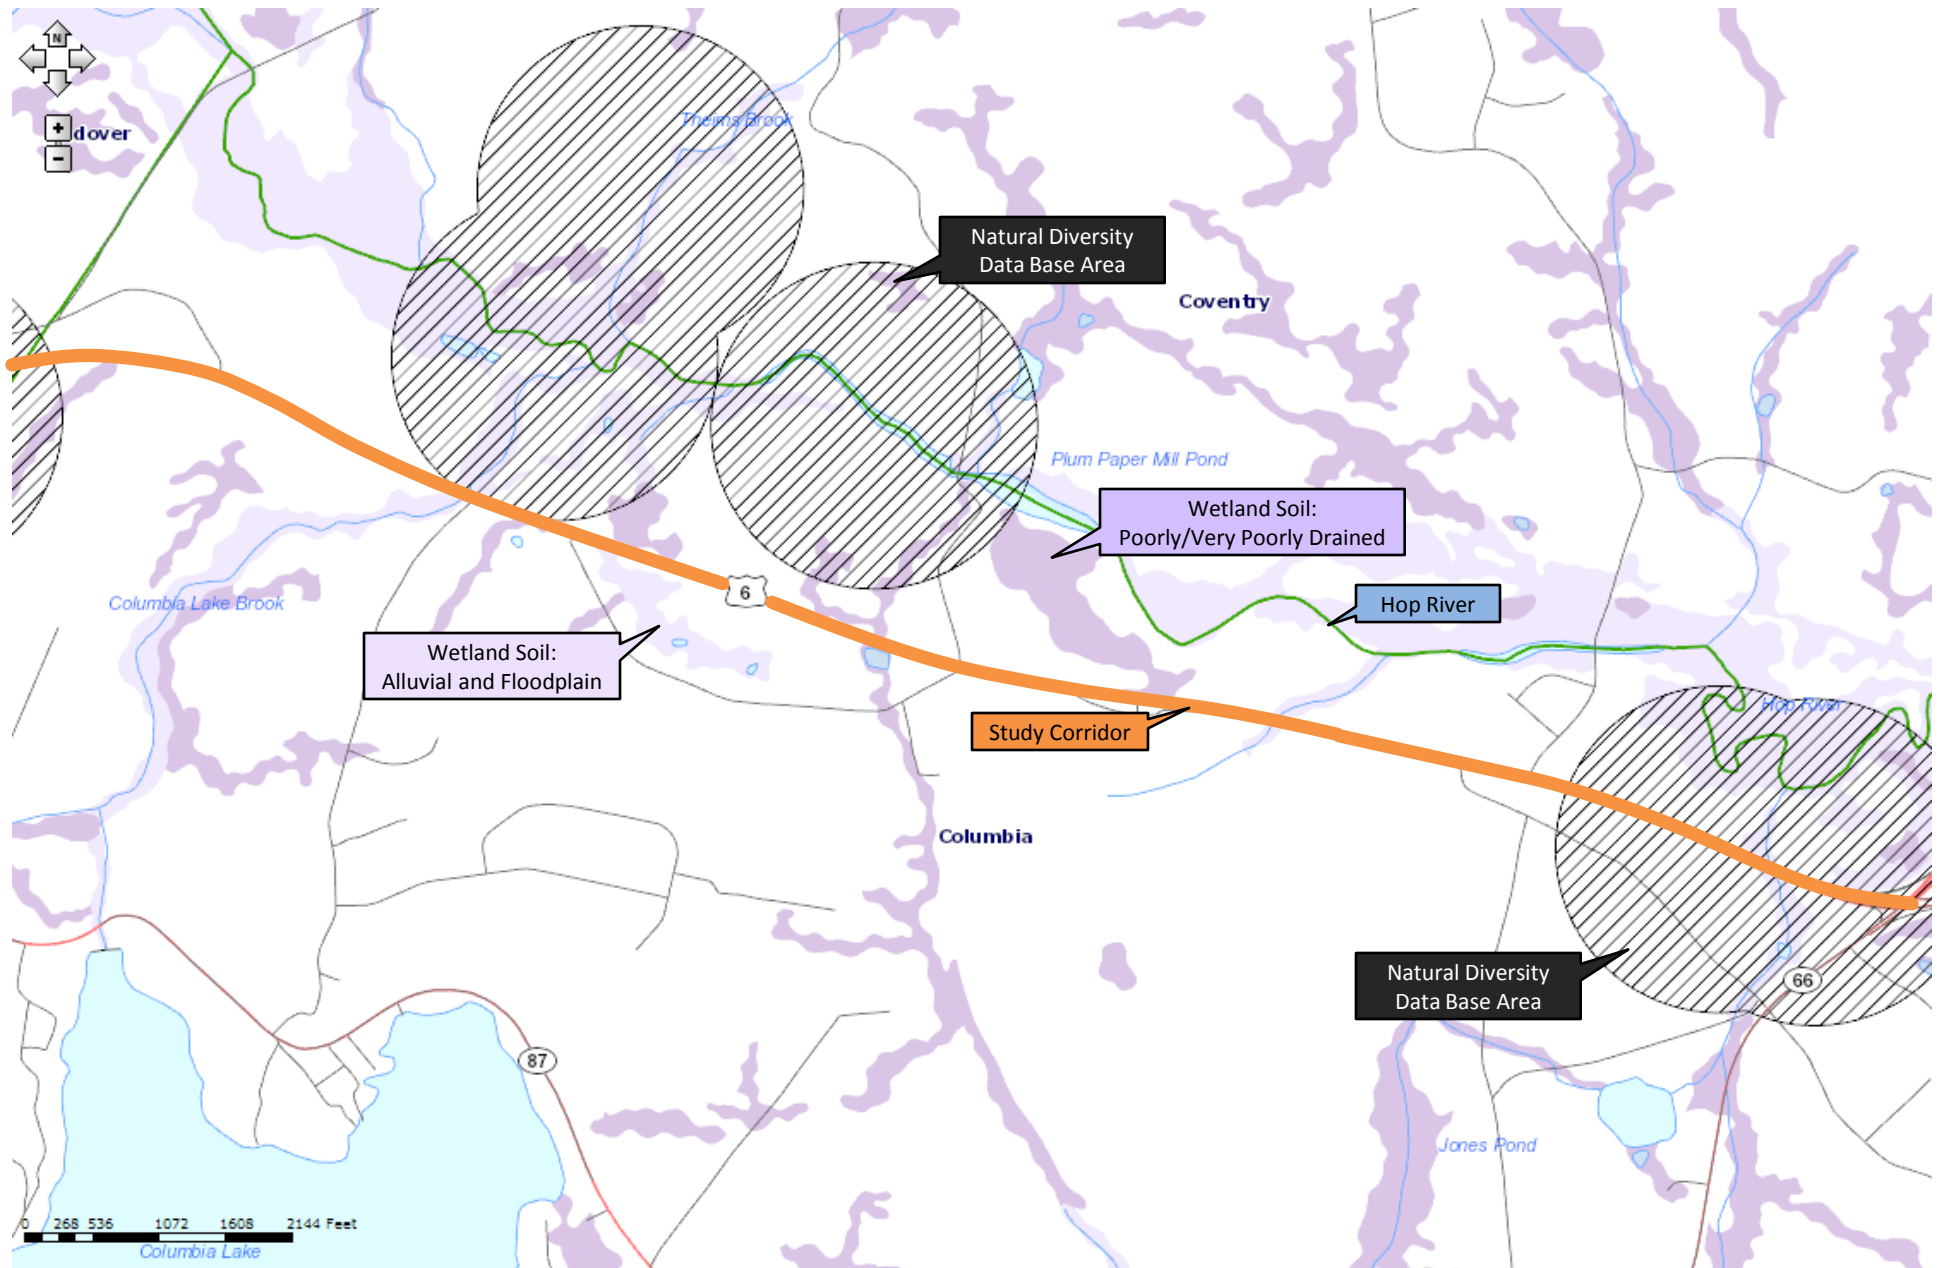 N
+
-
dover
Theims Brook
Natural Diversity
Data Base Area
Coventry
Plum Paper Mill Pond
Wetland Soil:
Poorly/Very Poorly Drained
6
Hop River
Columbia Lake Brook
Wetland Soil:
Alluvial and Floodplain
Study Corridor
Hop River
Columbia
Natural Diversity
Data Base Area
66
87
Jones Pond
0 268 536 1072 1608 2144 Feet
Columbia Lake